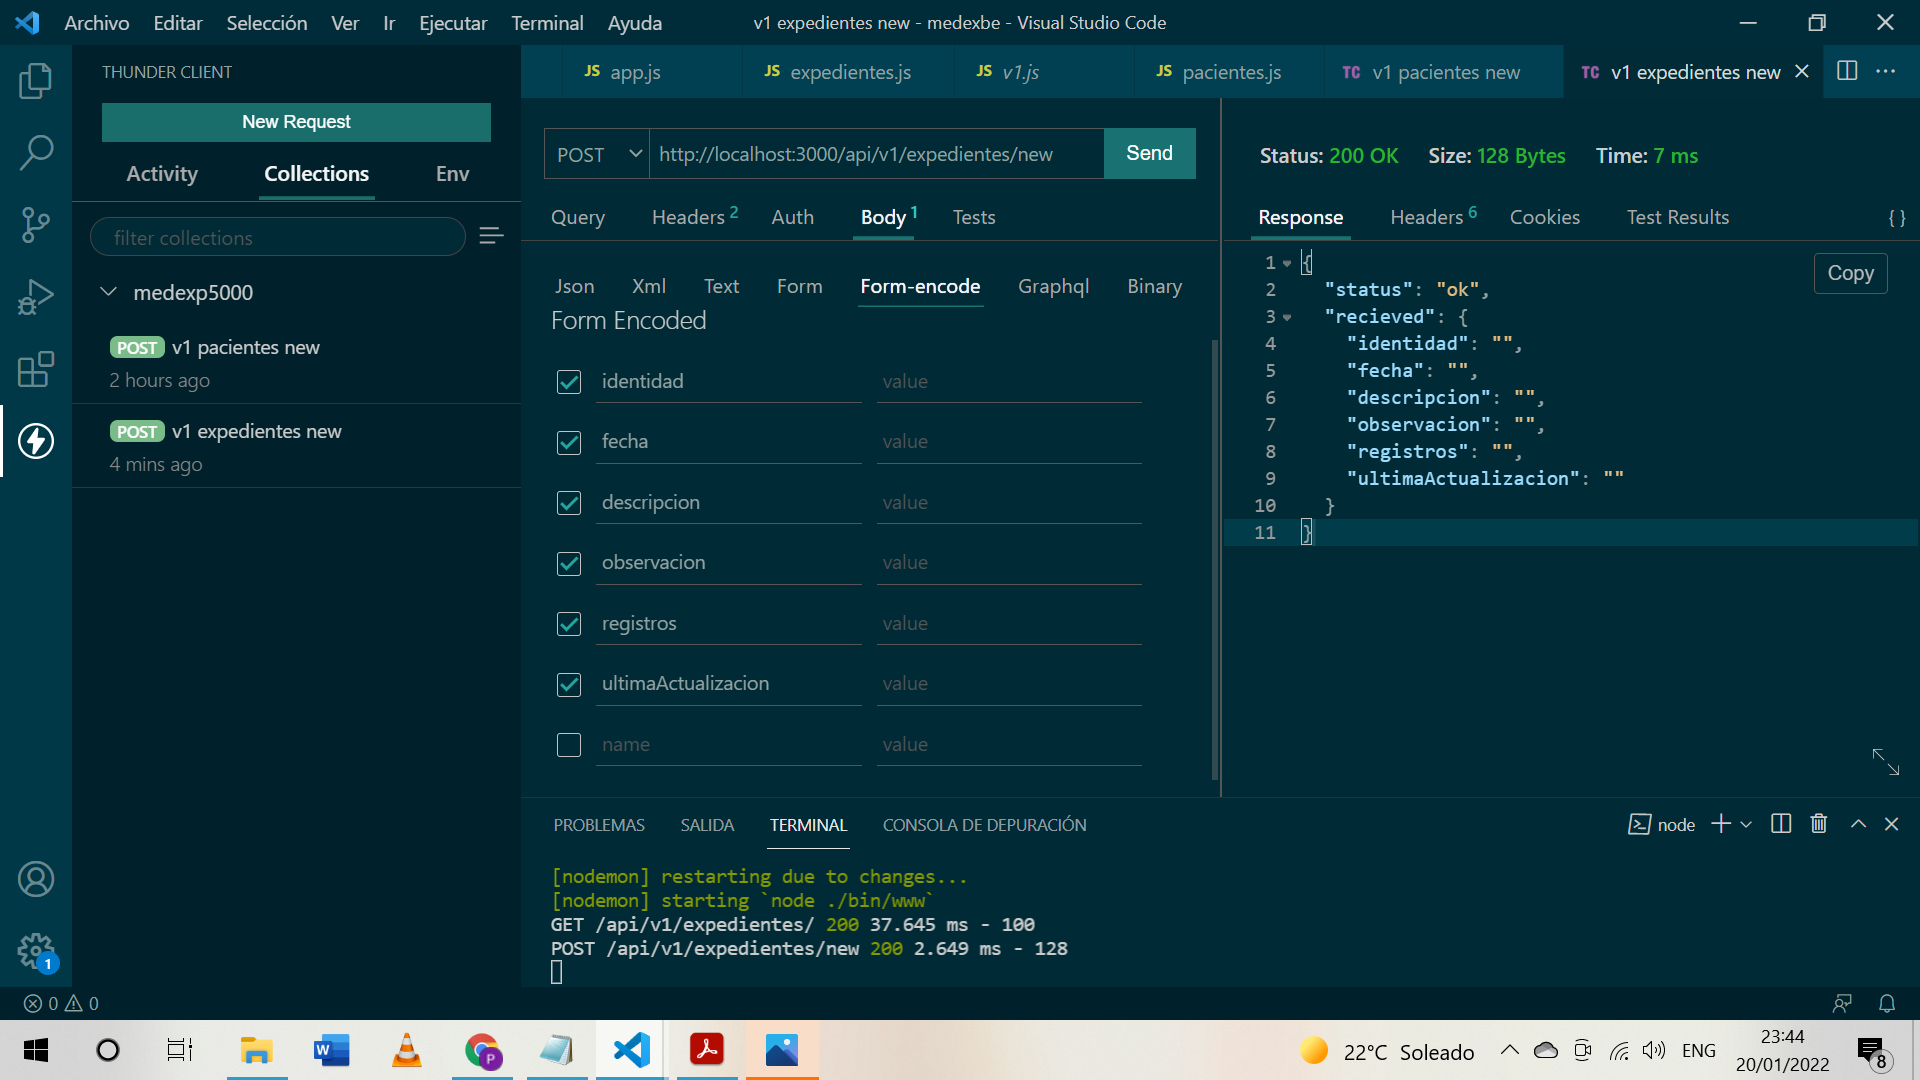 Archivo Editar Selección Ver Ir Ejecutar Terminal Ayuda
v1 expedientes new - medexbe - Visual Studio Code
THUNDER CLIENT
New Request
Activity Collections Env
filter collections
medexp5000
POST v1 pacientes new
2 hours ago
POST v1 expedientes new
4 mins ago
1
JS app.js JS expedientes.js JS v1.js JS pacientes.js TC v1 pacientes new TC v1 expedientes new
POST http://localhost:3000/api/v1/expedientes/new Send
Query Headers 2 Auth Body 1 Tests
Json Xml Text Form Form-encode Graphql Binary
Form Encoded
identidad value
fecha value
descripcion value
observacion value
registros value
ultimaActualizacion value
name value
Status: 200 OK Size: 128 Bytes Time: 7 ms
Response Headers 6 Cookies Test Results { }
Copy
1 {
2 "status": "ok",
3 "recieved": {
4 "identidad": "",
5 "fecha": "",
6 "descripcion": "",
7 "observacion": "",
8 "registros": "",
9 "ultimaActualizacion": ""
10 }
11 }
PROBLEMAS SALIDA TERMINAL CONSOLA DE DEPURACIÓN
node
[nodemon] restarting due to changes...
[nodemon] starting `node ./bin/www`
GET /api/v1/expedientes/ 200 37.645 ms - 100
POST /api/v1/expedientes/new 200 2.649 ms - 128
0 0
W P
22°C Soleado
ENG
23:44
20/01/2022
8